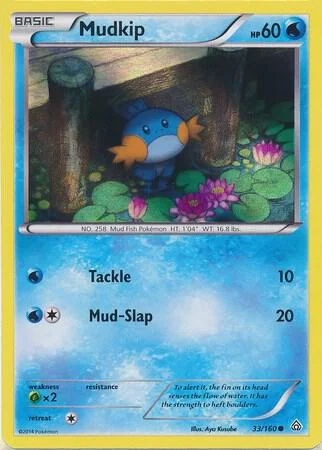 BASIC
Mudkip
HP60
NO. 258 Mud Fish Pokémon HT: 1'04" WT: 16.8 lbs.
Tackle 10
Mud-Slap 20
weakness resistance
×2
retreat
To alert it, the fin on its head
senses the flow of water. It has
the strength to heft boulders.
©2014 Pokémon
Illus. Aya Kusube
33/160